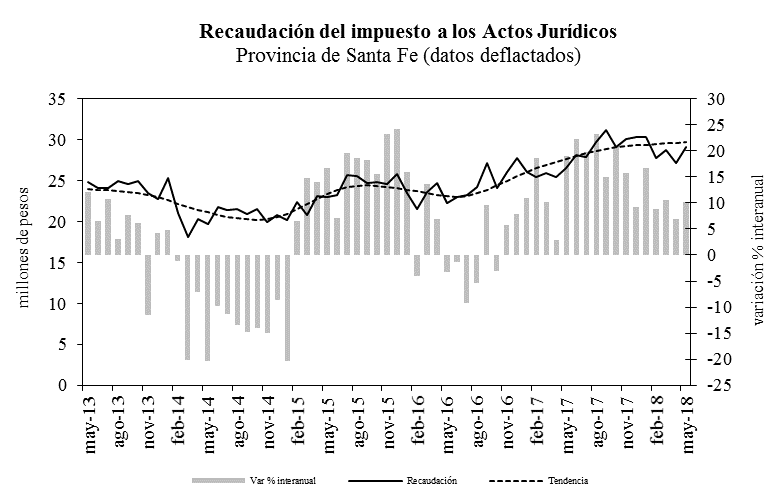 Recaudación del impuesto a los Actos Jurídicos
Provincia de Santa Fe (datos deflactados)
millones de pesos
35
30
25
20
15
10
5
0
30
25
20
15
10
5
0
-5
-10
-15
-20
-25
variación % interanual
may-13
ago-13
nov-13
feb-14
may-14
ago-14
nov-14
feb-15
may-15
ago-15
nov-15
feb-16
may-16
ago-16
nov-16
feb-17
may-17
ago-17
nov-17
feb-18
may-18
Var % interanual
Recaudación
Tendencia